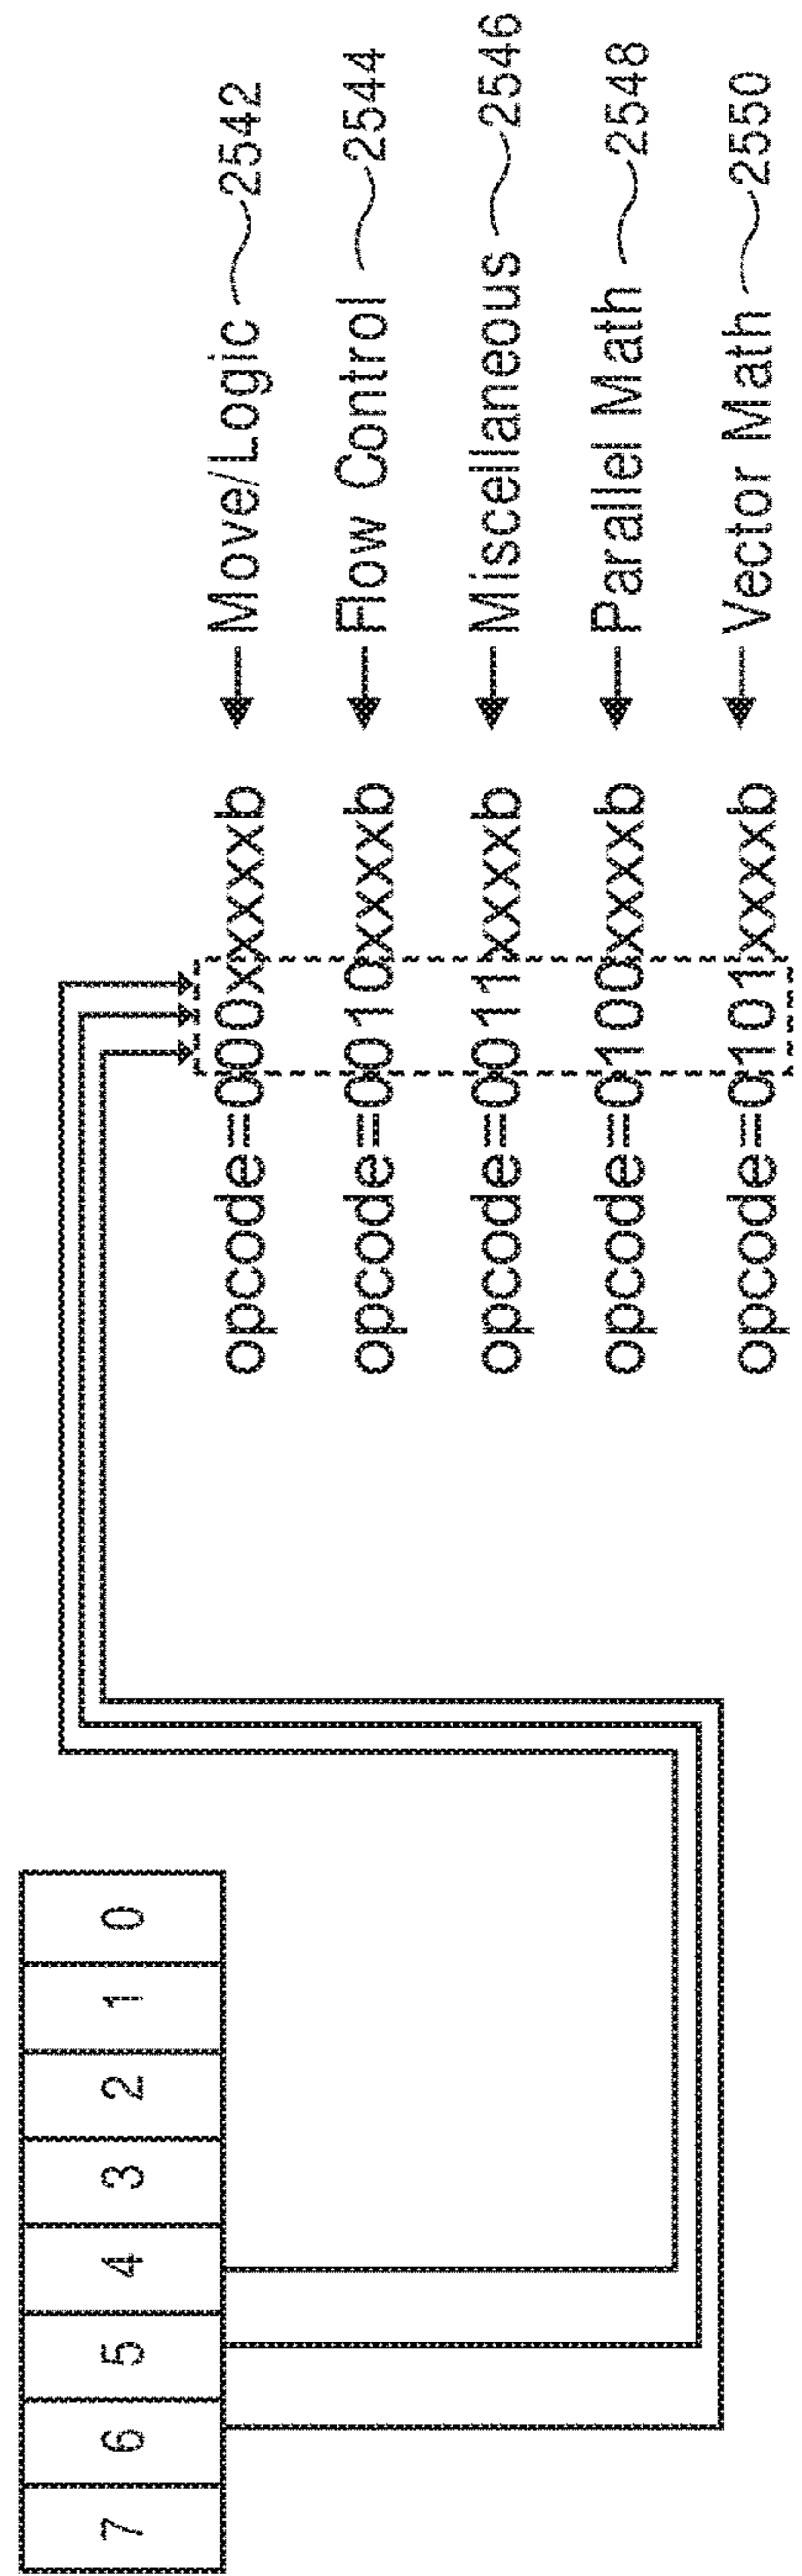 7 6 5 4 3 2 1 0
opcode=000xxxxxb ← Move/Logic 2542
opcode=0010xxxxb ← Flow Control 2544
opcode=0011xxxxb ← Miscellaneous 2546
opcode=0100xxxxb ← Parallel Math 2548
opcode=0101xxxxb ← Vector Math 2550